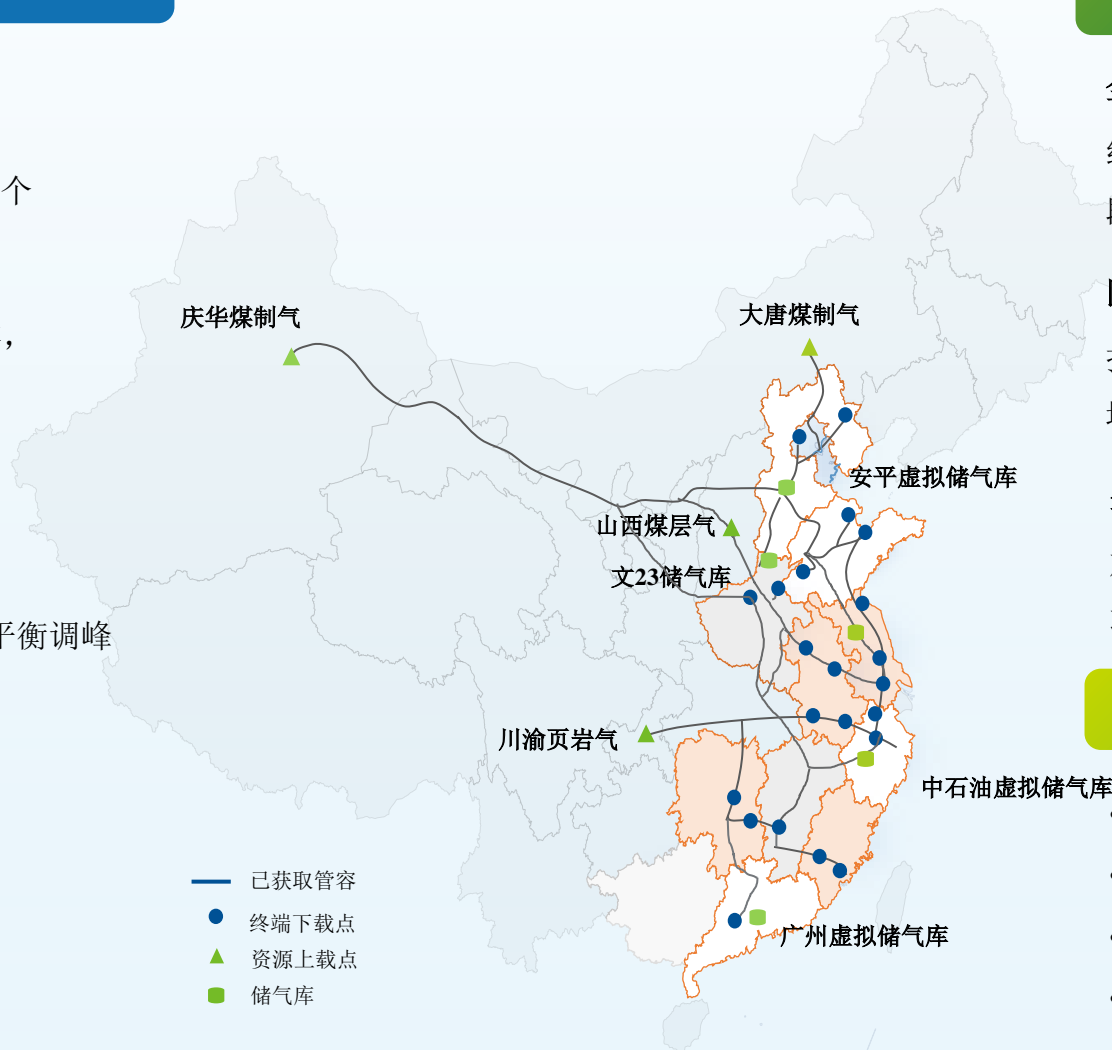 个
，
平衡调峰
庆华煤制气
大唐煤制气
安平虚拟储气库
山西煤层气
文23储气库
川渝页岩气
中石油虚拟储气库
广州虚拟储气库
已获取管容
终端下载点
资源上载点
储气库